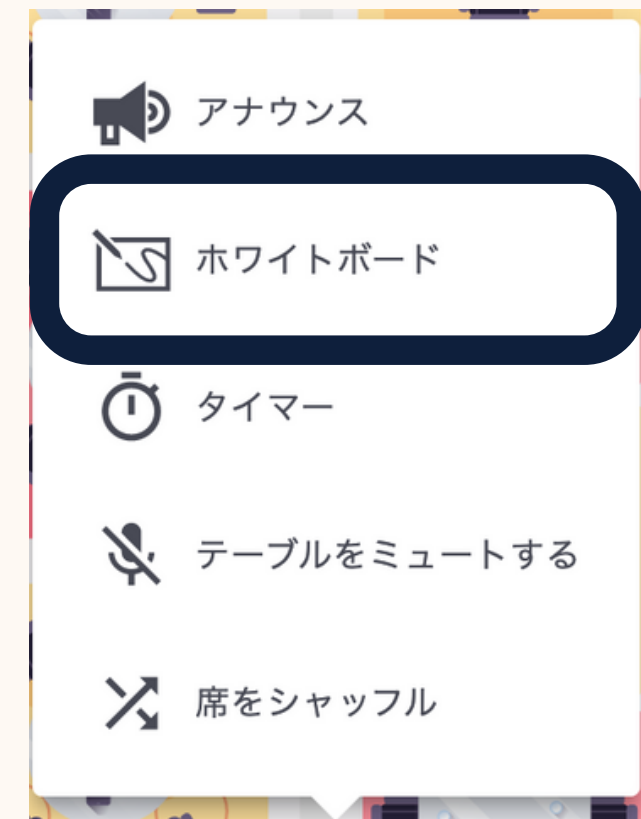 アナウンス
ホワイトボード
タイマー
テーブルをミュートする
席をシャッフル